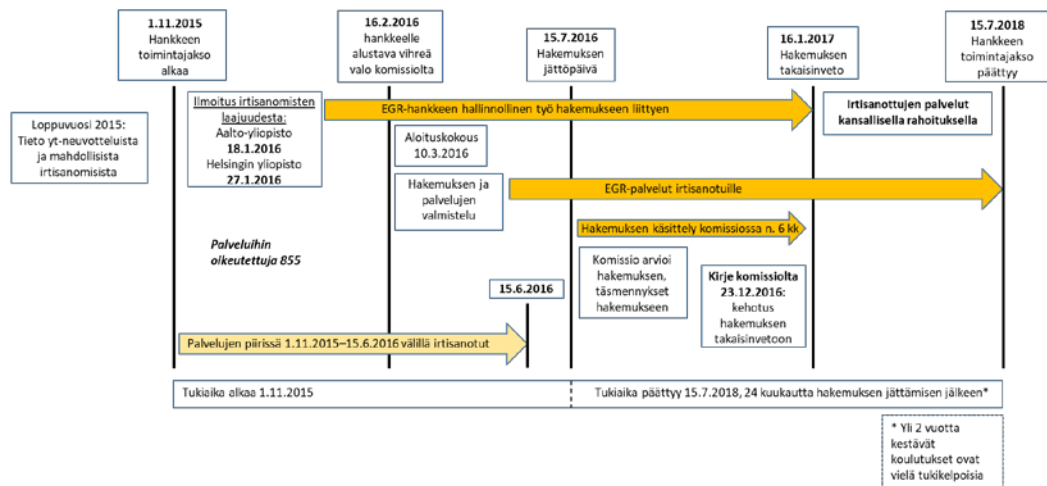 1.11.2015
Hankkeen
toimintajakso
alkaa
16.2.2016
hankkeelle
alustava vihreä
valo komissiolta
15.7.2016
Hakemuksen
jättöpäivä
16.1.2017
Hakemuksen
takaisinveto
15.7.2018
Hankkeen
toimintajakso
päättyy
Loppuvuosi 2015:
Tieto yt-neuvotteluista
ja mahdollisista
irtisanomisista
Ilmoitus irtisanomisten
laajuudesta:
Aalto-yliopisto
18.1.2016
Helsingin yliopisto
27.1.2016
EGR-hankkeen hallinnollinen työ hakemukseen liittyen
Irtisanottujen palvelut
kansallisella rahoituksella
Aloituskokous
10.3.2016
Hakemuksen ja
palvelujen
valmistelu
EGR-palvelut irtisanotuille
Hakemuksen käsittely komissiossa n. 6 kk
Palveluihin
oikeutettuja 855
Komissio arvioi
hakemuksen,
täsmennykset
hakemukseen
Kirje komissiolta
23.12.2016:
kehotus
hakemuksen
takaisinvetoon
15.6.2016
Palvelujen piirissä 1.11.2015–15.6.2016 välillä irtisanotut
Tukiaika alkaa 1.11.2015
Tukiaika päättyy 15.7.2018, 24 kuukautta hakemuksen jättämisen jälkeen*
* Yli 2 vuotta
kestävät
koulutukset ovat
vielä tukikelpoisia